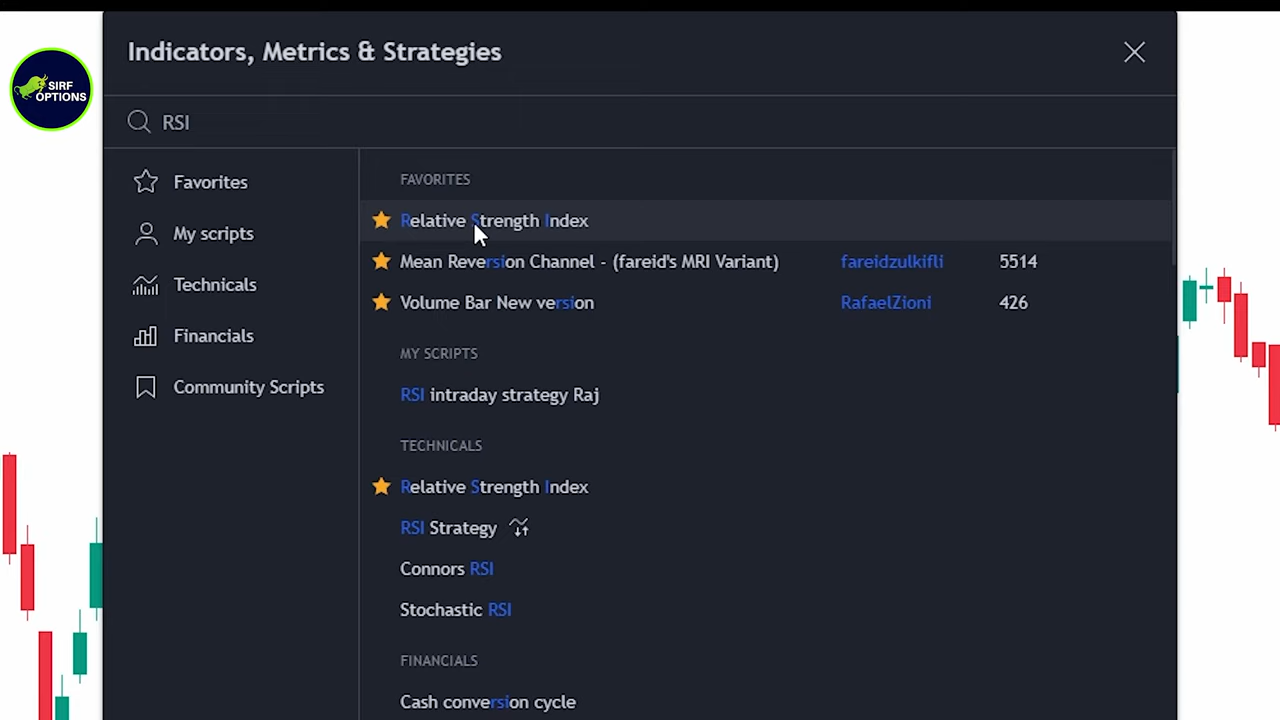 Indicators, Metrics & Strategies
SIRF
OPTIONS
RSI
Favorites
My scripts
Technicals
Financials
Community Scripts
FAVORITES
Relative Strength Index
Mean Reversion Channel - (fareid's MRI Variant) fareidzulkifli 5514
Volume Bar New version RafaelZioni 426
MY SCRIPTS
RSI intraday strategy Raj
TECHNICALS
Relative Strength Index
RSI Strategy
Connors RSI
Stochastic RSI
FINANCIALS
Cash conversion cycle